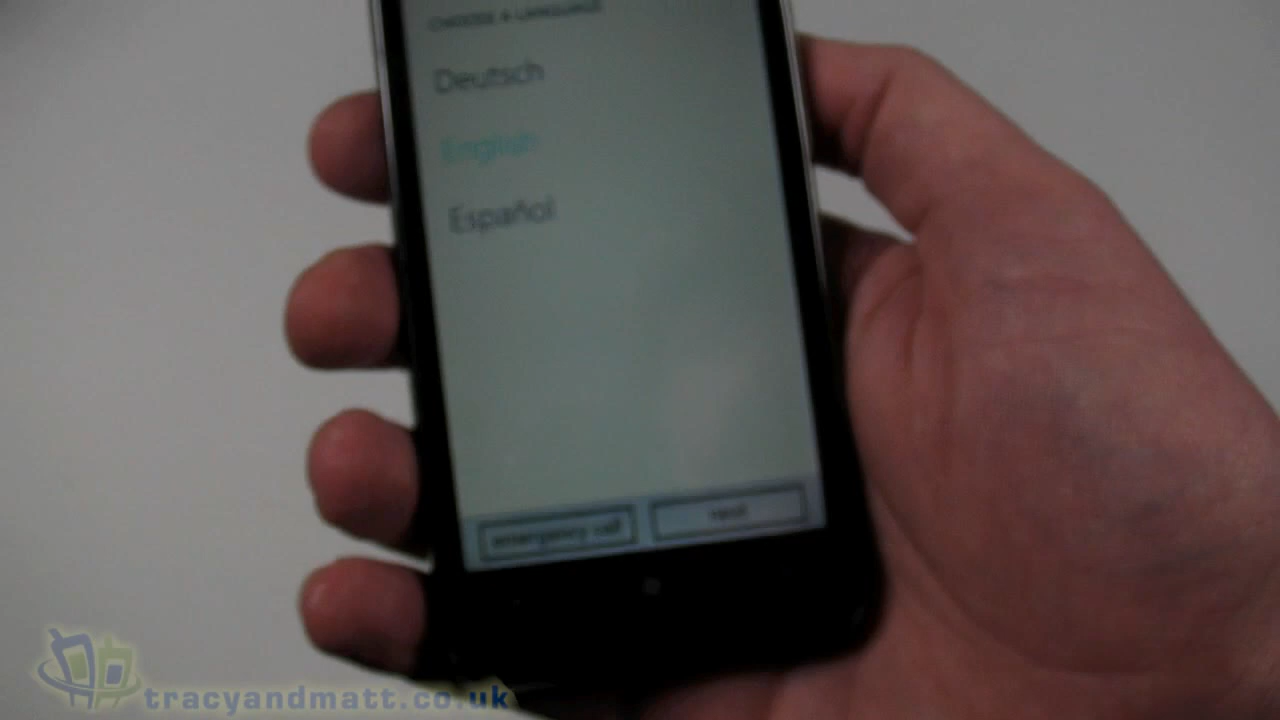 CHOOSE A LANGUAGE
Deutsch
English
Español
emergency call
next
tracyandmatt.co.uk